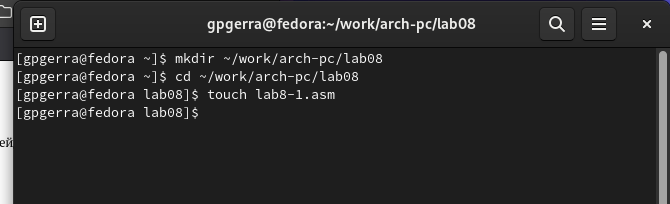 gpgerra@fedora:~/work/arch-pc/lab08
[gpgerra@fedora ~]$ mkdir ~/work/arch-pc/lab08
[gpgerra@fedora ~]$ cd ~/work/arch-pc/lab08
[gpgerra@fedora lab08]$ touch lab8-1.asm
[gpgerra@fedora lab08]$
ей